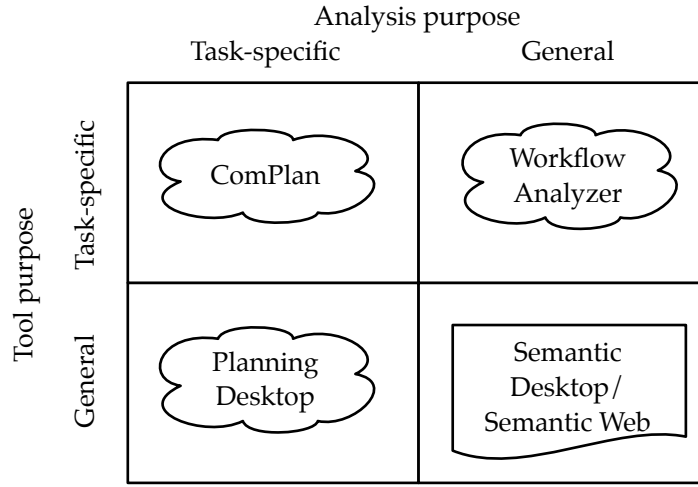 Analysis purpose
Task-specific
General
Tool purpose
Task-specific
ComPlan
Workflow
Analyzer
General
Planning
Desktop
Semantic
Desktop/
Semantic Web